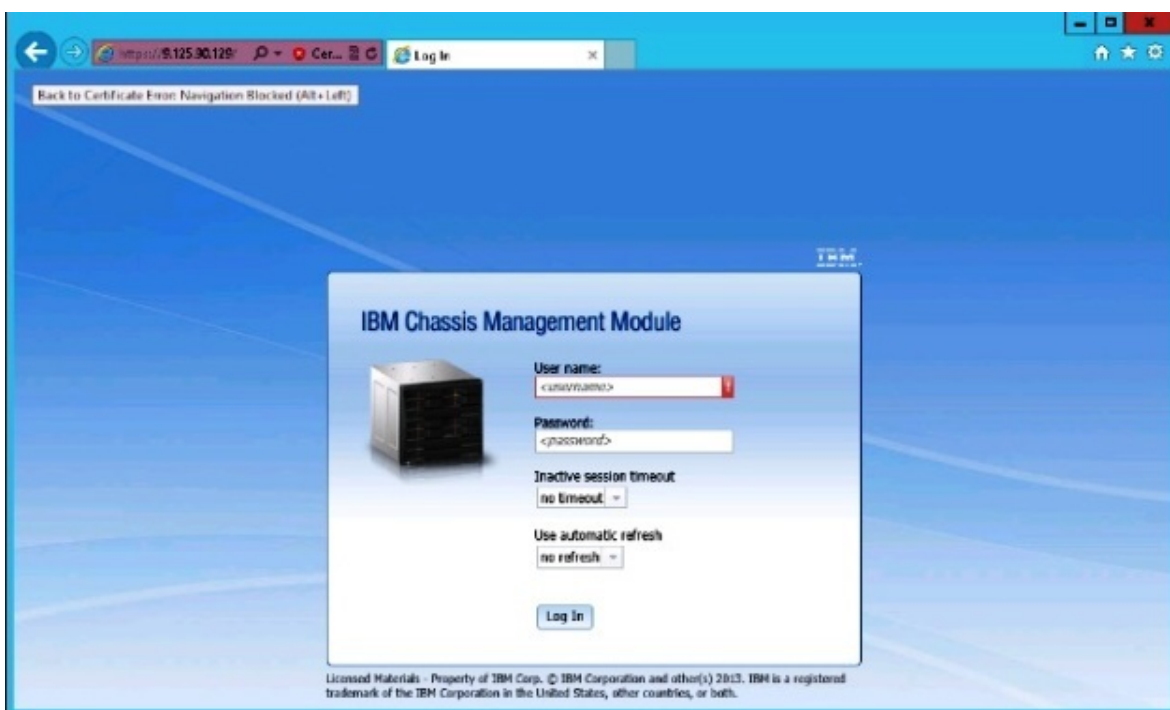 https://9.125.90.129/ Cer... Log In
Back to Certificate Error: Navigation Blocked (Alt+Left)
IBM
IBM Chassis Management Module
User name:
<username>
Password:
<password>
Inactive session timeout
no timeout
Use automatic refresh
no refresh
Log In
Licensed Materials - Property of IBM Corp. © IBM Corporation and other(s) 2013. IBM is a registered
trademark of the IBM Corporation in the United States, other countries, or both.